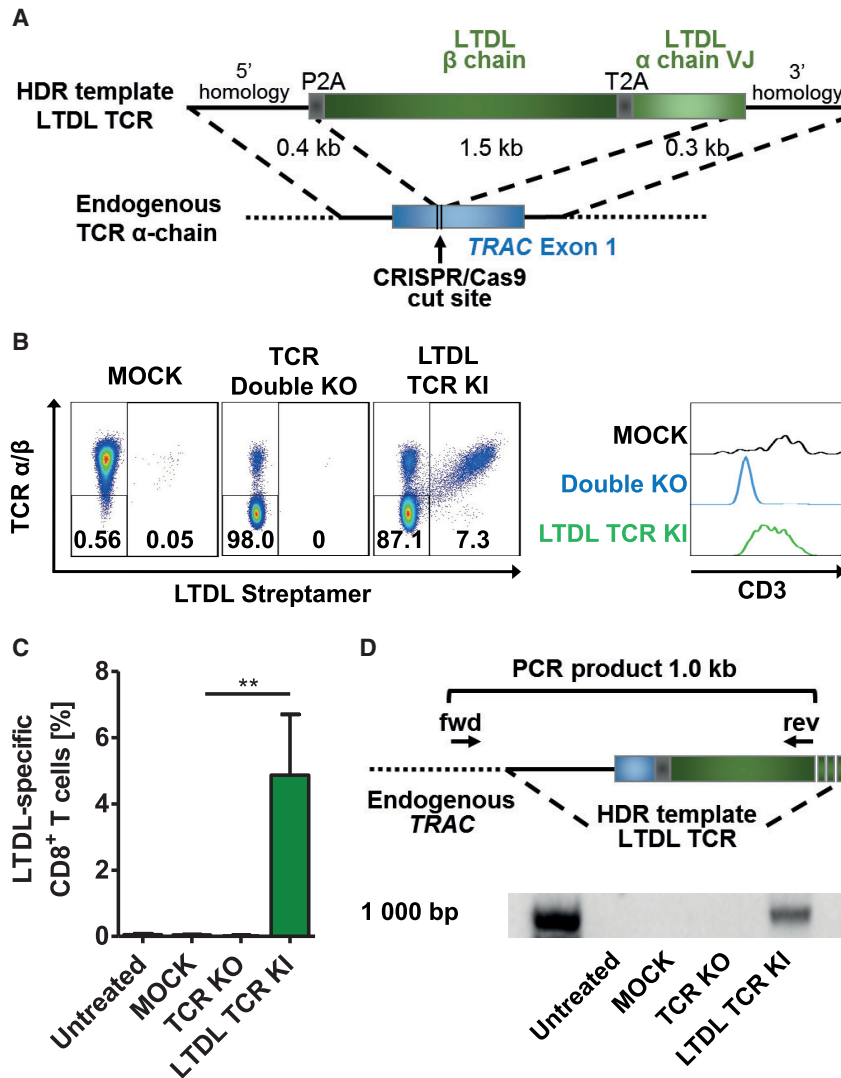 A
LTDL
β chain
LTDL
α chain VJ
5’
homology
P2A
T2A
3’
homology
HDR template
LTDL TCR
0.4 kb
1.5 kb
0.3 kb
Endogenous
TCR α-chain
TRAC Exon 1
CRISPR/Cas9
cut site
B
MOCK
TCR
Double KO
LTDL
TCR KI
TCR α/β
0.56
0.05
98.0
0
87.1
7.3
LTDL Streptamer
MOCK
Double KO
LTDL TCR KI
CD3
C
LTDL-specific
CD8+ T cells [%]
8
6
4
2
0
**
Untreated
MOCK
TCR KO
LTDL TCR KI
D
PCR product 1.0 kb
fwd
rev
Endogenous
TRAC
HDR template
LTDL TCR
1 000 bp
Untreated
MOCK
TCR KO
LTDL TCR KI